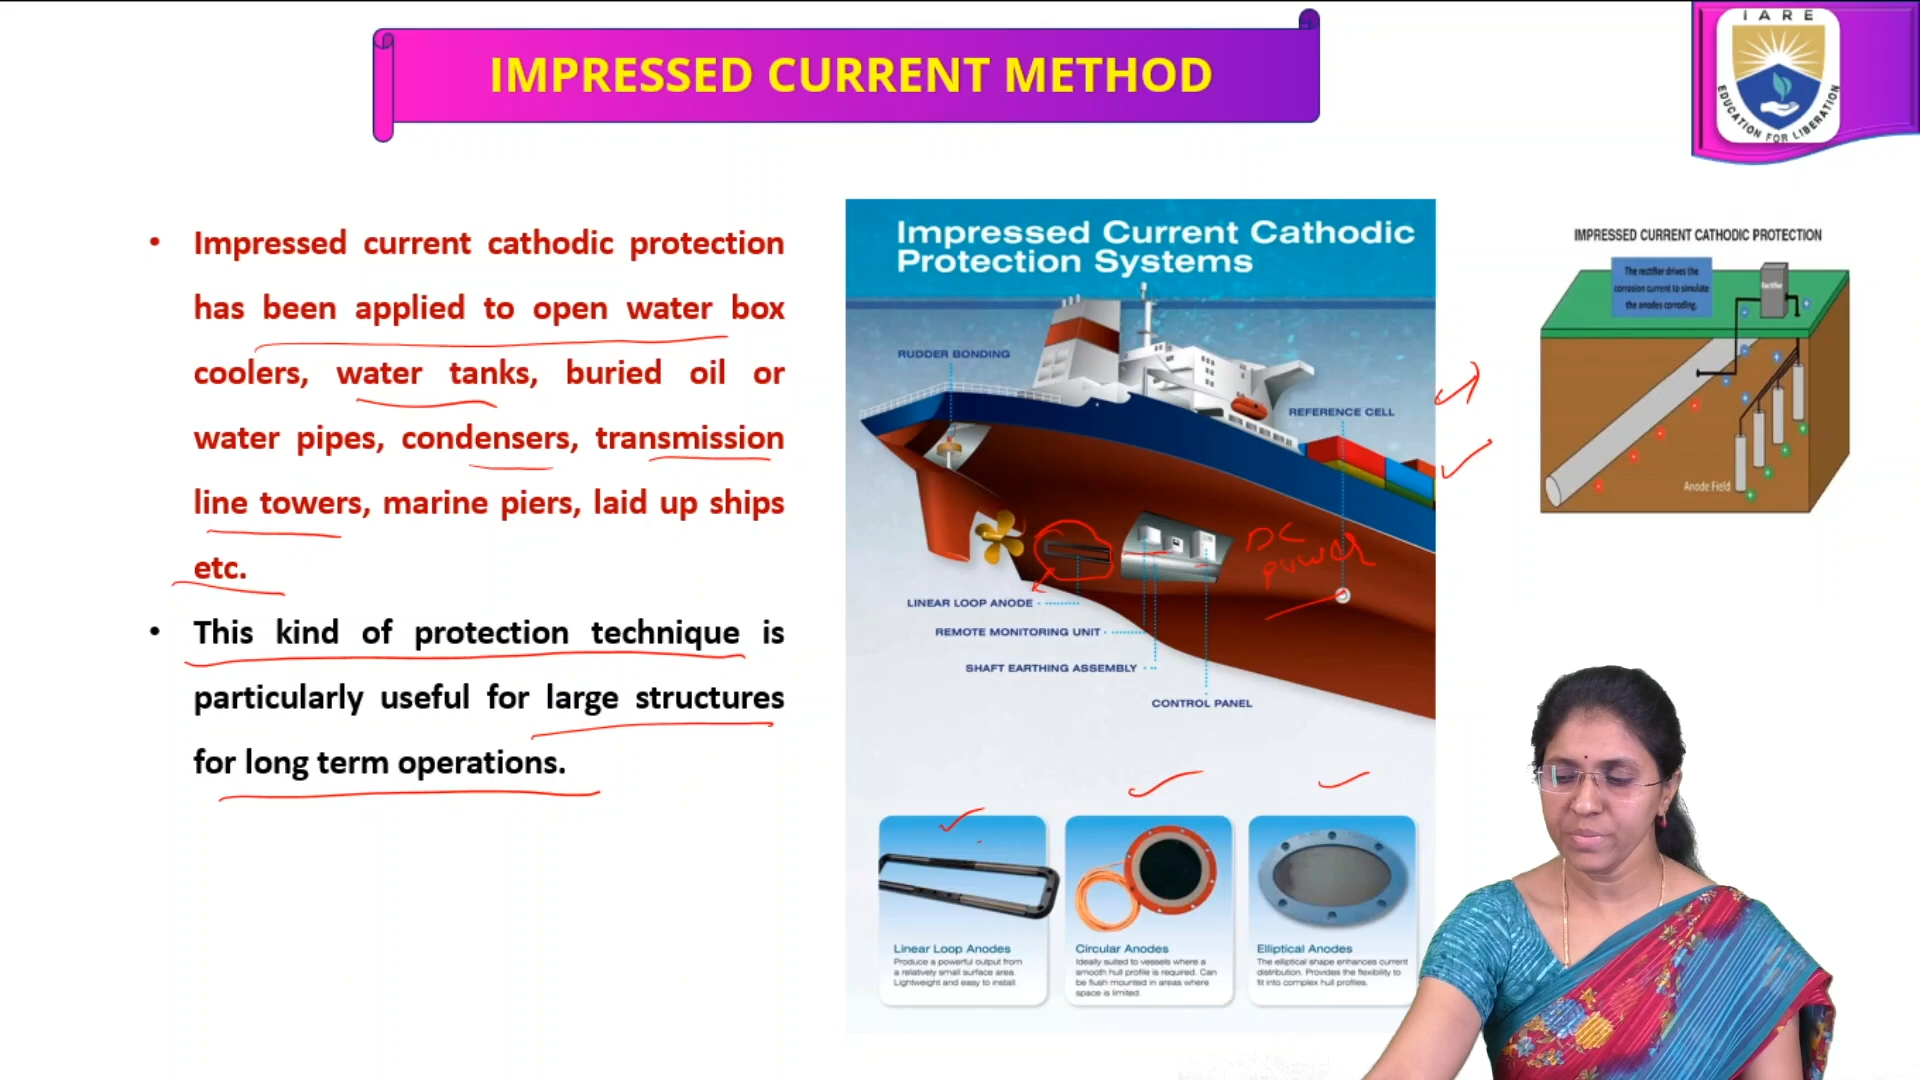 IMPRESSED CURRENT METHOD
IARE
EDUCATION FOR LIBERATION
• Impressed current cathodic protection
has been applied to open water box
coolers, water tanks, buried oil or
water pipes, condensers, transmission
line towers, marine piers, laid up ships
etc.
• This kind of protection technique is
particularly useful for large structures
for long term operations.
Impressed Current Cathodic
Protection Systems
RUDDER BONDING
REFERENCE CELL
DC
power
LINEAR LOOP ANODE
REMOTE MONITORING UNIT
SHAFT EARTHING ASSEMBLY
CONTROL PANEL
Linear Loop Anodes
Produce a powerful output from
a relatively small surface area.
Lightweight and easy to install.
Circular Anodes
Ideally suited to vessels where a
smooth hull profile is required. Can
be flush mounted in areas where
space is limited.
Elliptical Anodes
The elliptical shape enhances current
distribution. Provides the flexibility to
fit into complex hull profiles.
IMPRESSED CURRENT CATHODIC PROTECTION
The rectifier drives the
corrosion current to simulate
the anodes corroding.
Rectifier
Anode Field